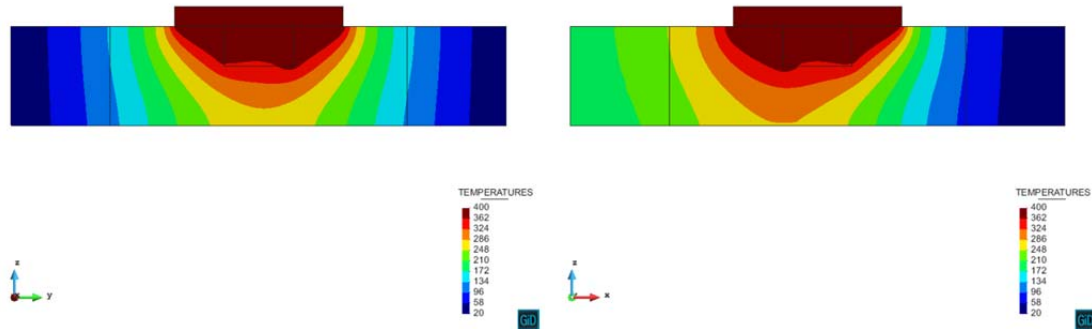 TEMPERATURES
400
362
324
286
248
210
172
134
96
58
20
z
y
GiD
TEMPERATURES
400
362
324
286
248
210
172
134
96
58
20
z
x
GiD